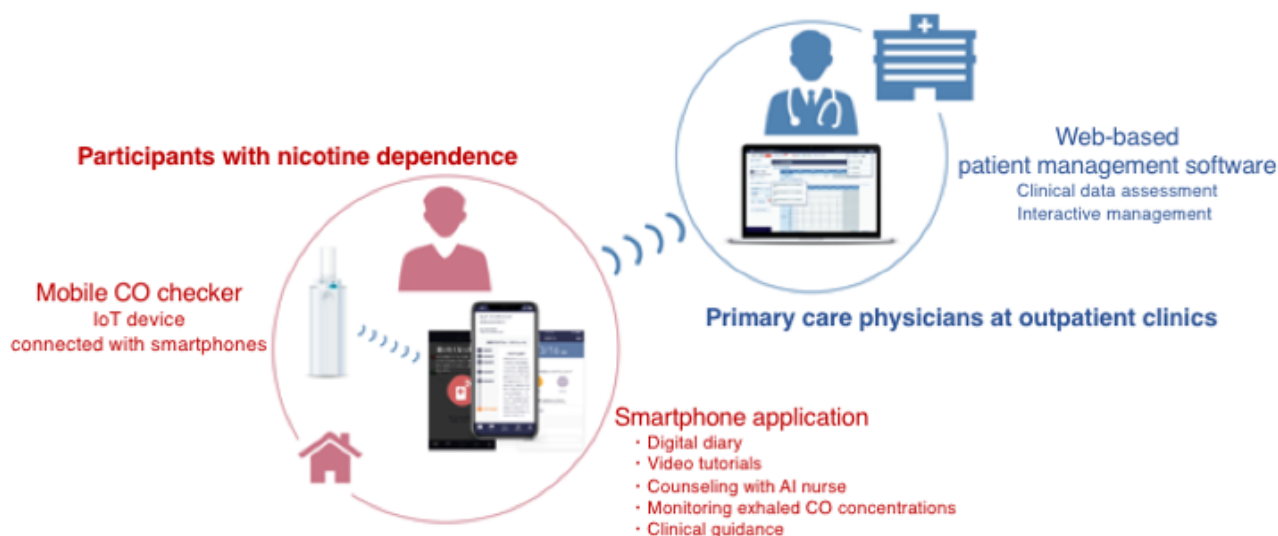 Participants with nicotine dependence
Mobile CO checker
IoT device
connected with smartphones
Smartphone application
・Digital diary
・Video tutorials
・Counseling with AI nurse
・Monitoring exhaled CO concentrations
・Clinical guidance
Web-based
patient management software
Clinical data assessment
Interactive management
Primary care physicians at outpatient clinics